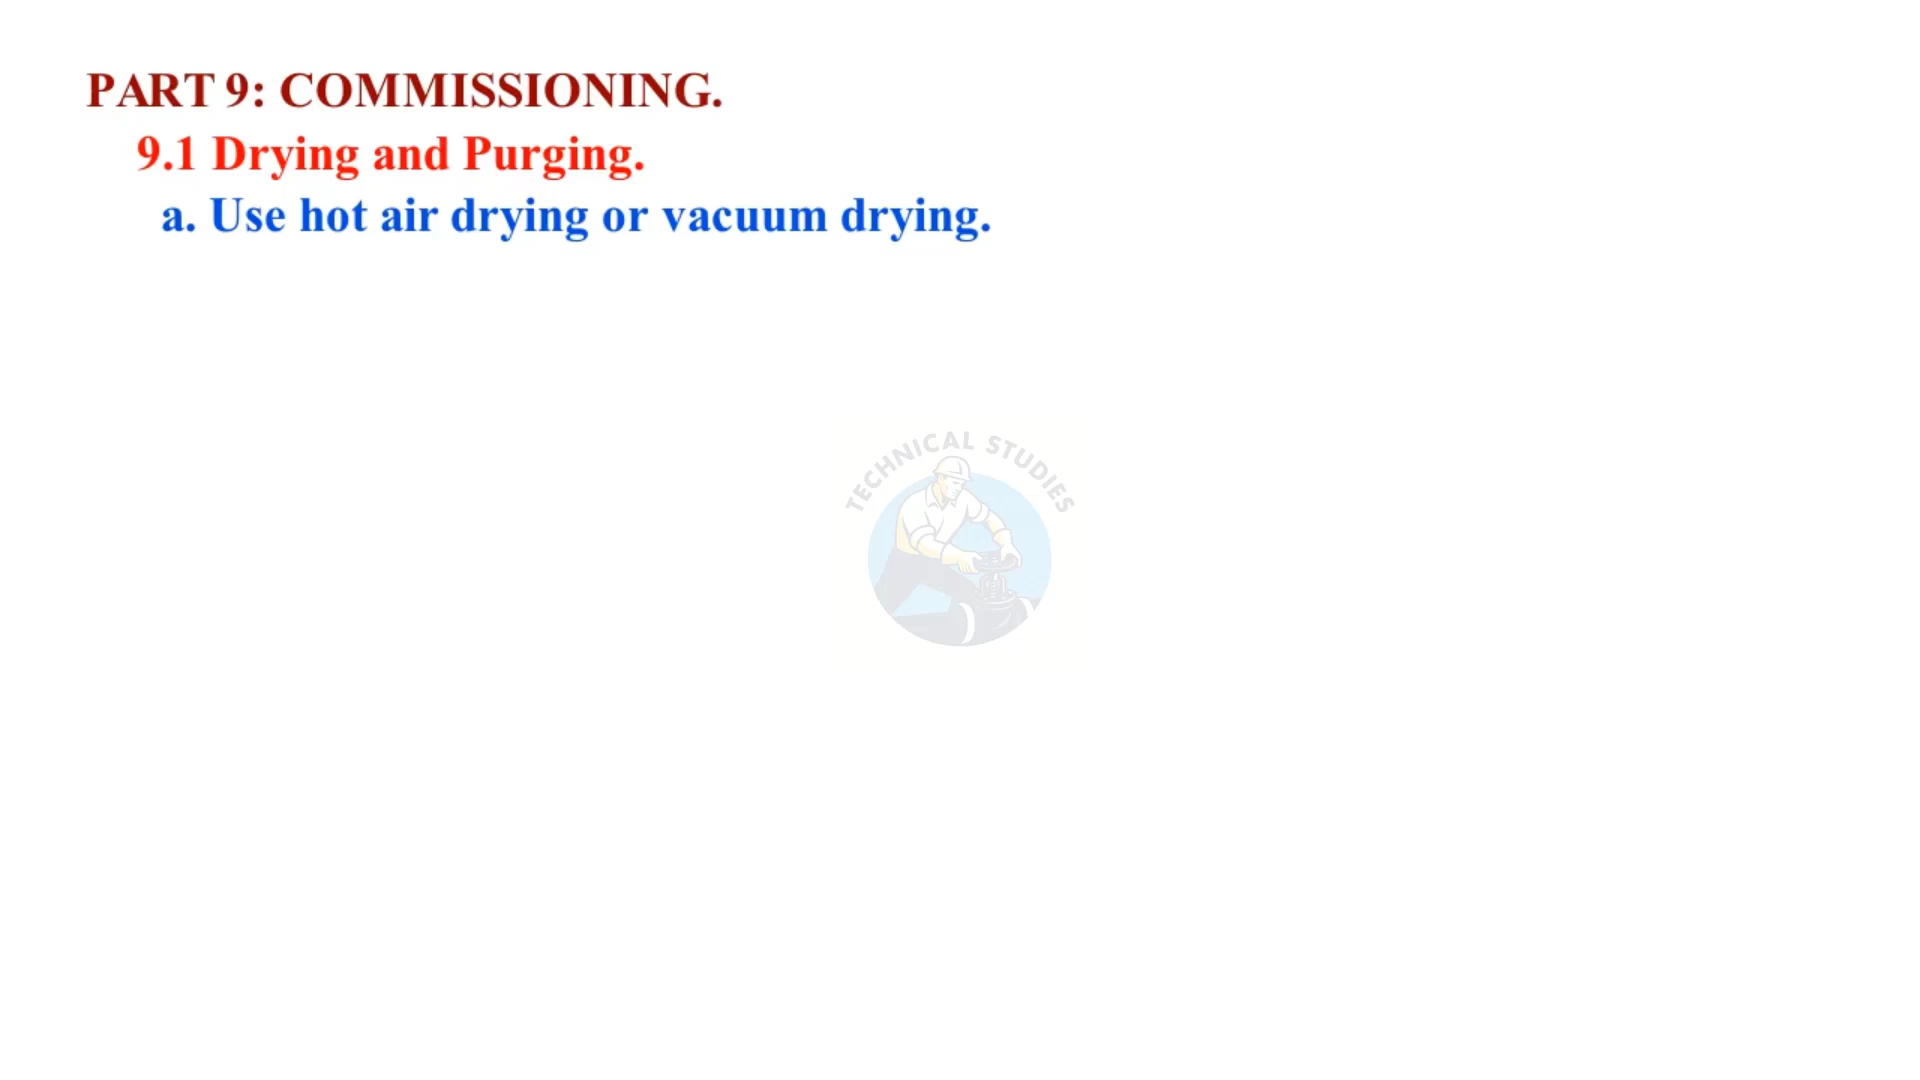 PART 9: COMMISSIONING.
9.1 Drying and Purging.
a. Use hot air drying or vacuum drying.
TECHNICAL STUDIES